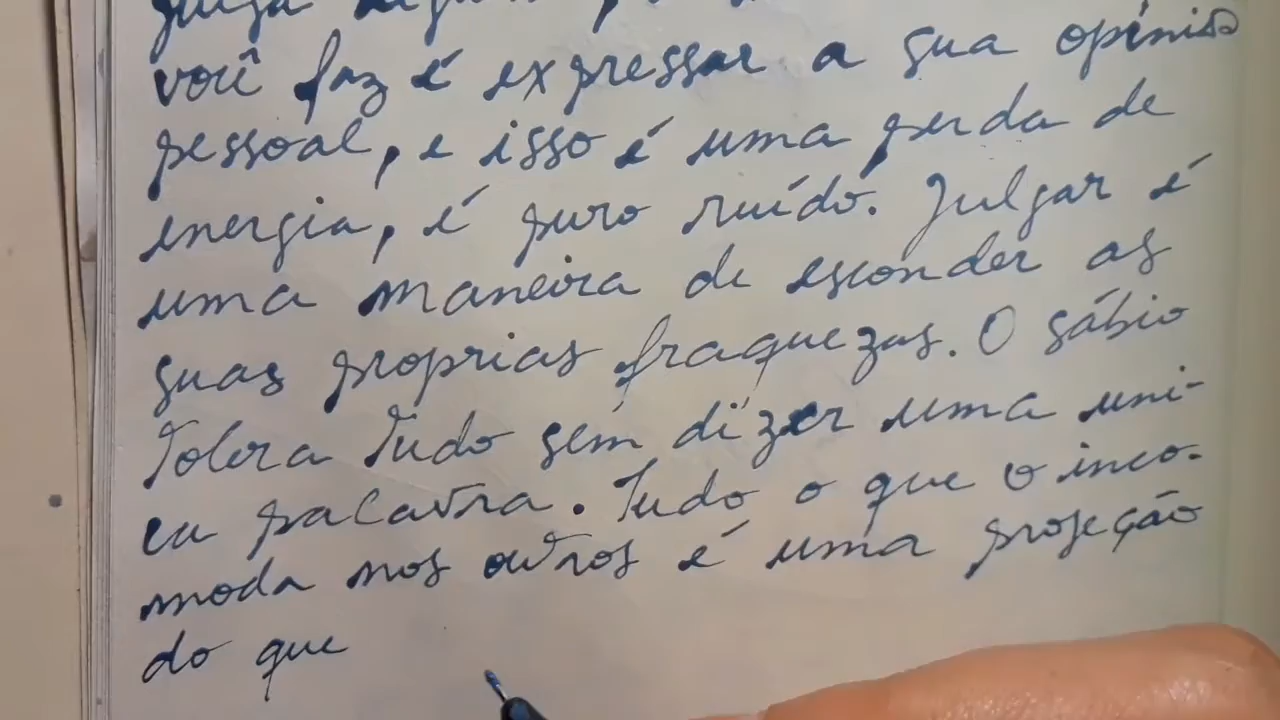 você faz é expressar a sua opinião
pessoal, e isso é uma perda de
energia, é puro ruído. Julgar é
uma maneira de esconder as
suas proprias fraquezas. O sábio
Tolera tudo sem dizer uma uni-
ca palavra. Tudo o que o inco-
moda nos outros é uma projeção
do que